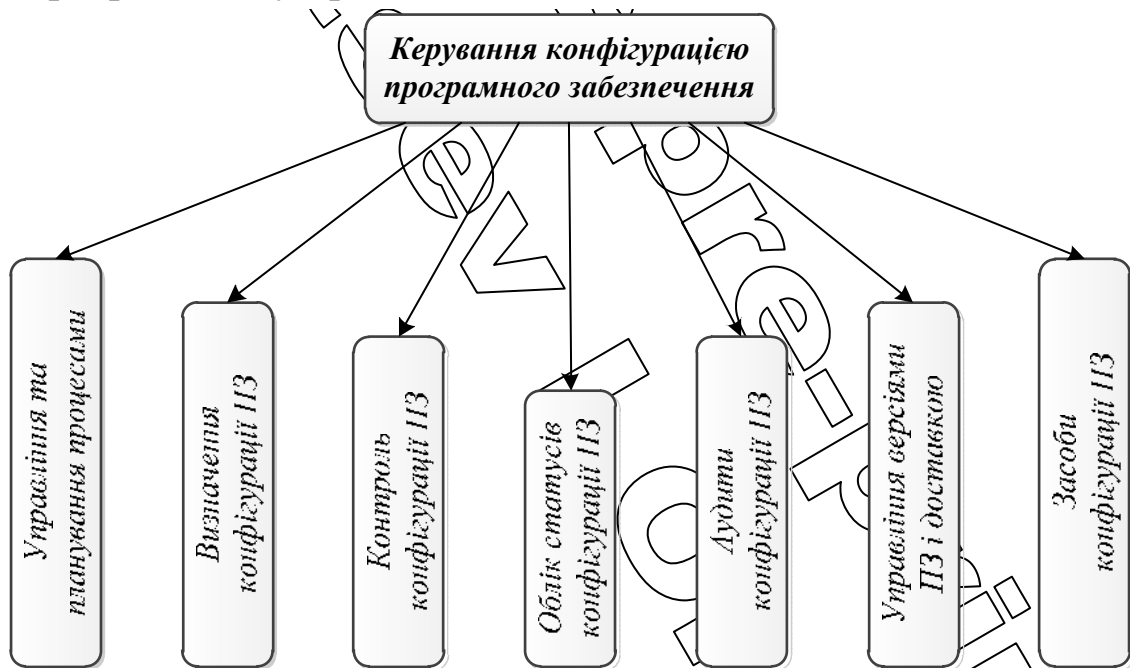 Керування конфігурацією
програмного забезпечення
Управління та
планування процесами
Визначення
конфігурації ПЗ
Контроль
конфігурації ПЗ
Облік статусів
конфігурації ПЗ
Аудити
конфігурації ПЗ
Управління версіями
ПЗ і доставкою
Засоби
конфігурації ПЗ